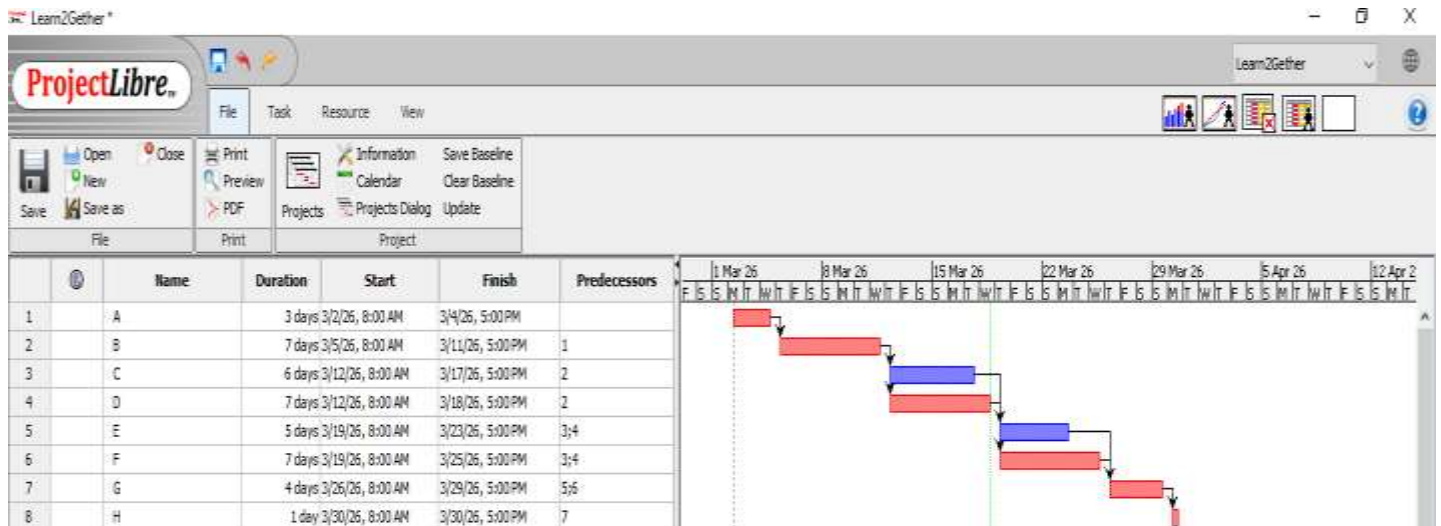 Learn2Gether *
ProjectLibre
Learn2Gether
File Task Resource View
Open Close Print Information Save Baseline
New Preview Calendar Clear Baseline
Save Save as PDF Projects Projects Dialog Update
File Print Project
Name Duration Start Finish Predecessors
1 Mar 26 8 Mar 26 15 Mar 26 22 Mar 26 29 Mar 26 5 Apr 26 12 Apr 2
F S S M T W T F S S M T W T F S S M T W T F S S M T W T F S S M T W T F S S M T W T F S S M T
1 A 3 days 3/2/26, 8:00 AM 3/4/26, 5:00 PM
2 B 7 days 3/5/26, 8:00 AM 3/11/26, 5:00 PM 1
3 C 6 days 3/12/26, 8:00 AM 3/17/26, 5:00 PM 2
4 D 7 days 3/12/26, 8:00 AM 3/18/26, 5:00 PM 2
5 E 5 days 3/19/26, 8:00 AM 3/23/26, 5:00 PM 3;4
6 F 7 days 3/19/26, 8:00 AM 3/25/26, 5:00 PM 3;4
7 G 4 days 3/26/26, 8:00 AM 3/29/26, 5:00 PM 5;6
8 H 1 day 3/30/26, 8:00 AM 3/30/26, 5:00 PM 7